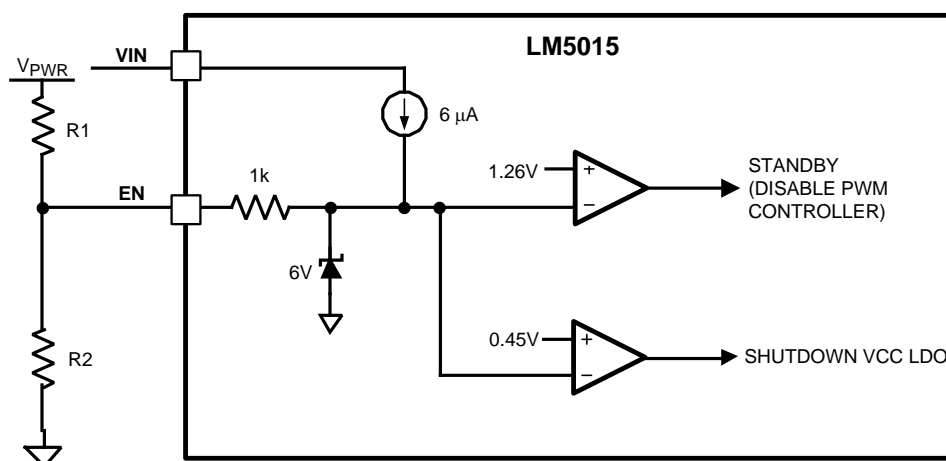 LM5015
VIN
VPWR
R1
6 μA
1k
EN
1.26V
+
−
STANDBY
(DISABLE PWM
CONTROLLER)
6V
0.45V
+
−
SHUTDOWN VCC LDO
R2